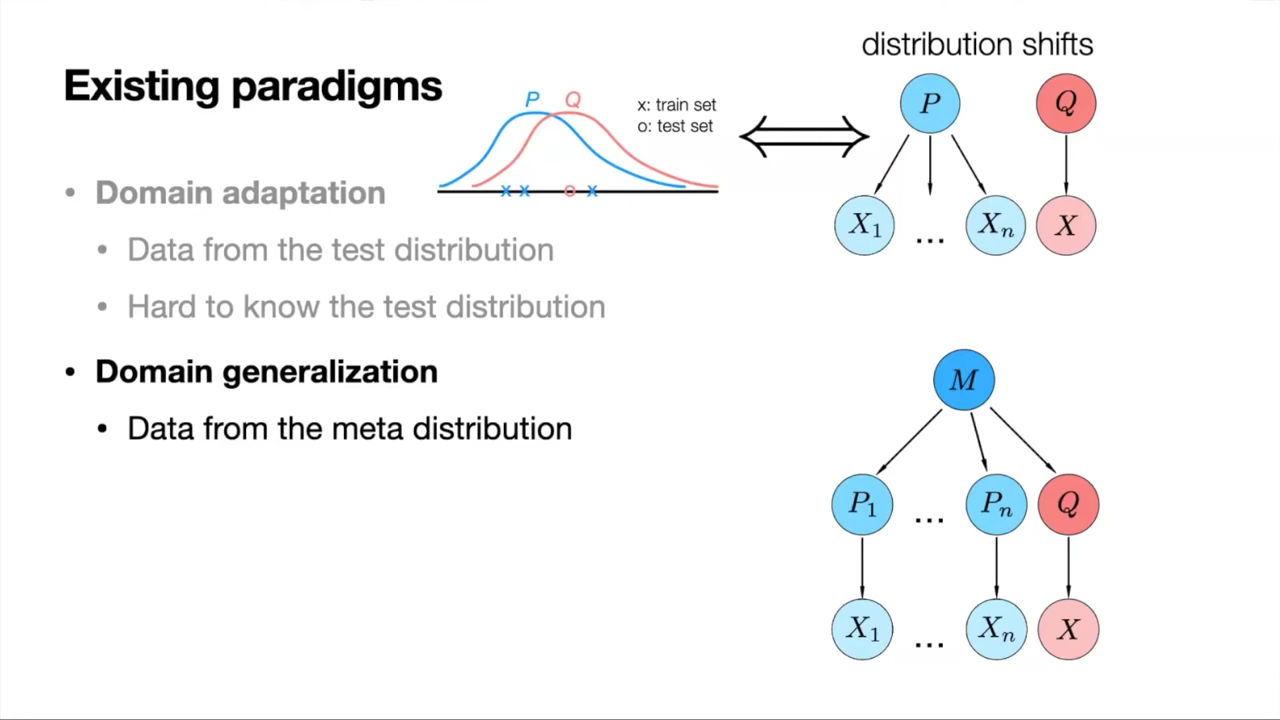 distribution shifts
Existing paradigms
P Q
x: train set
o: test set
x x o x
P Q
X₁ ... Xₙ X
• Domain adaptation
• Data from the test distribution
• Hard to know the test distribution
• Domain generalization
• Data from the meta distribution
M
P₁ ... Pₙ Q
X₁ ... Xₙ X